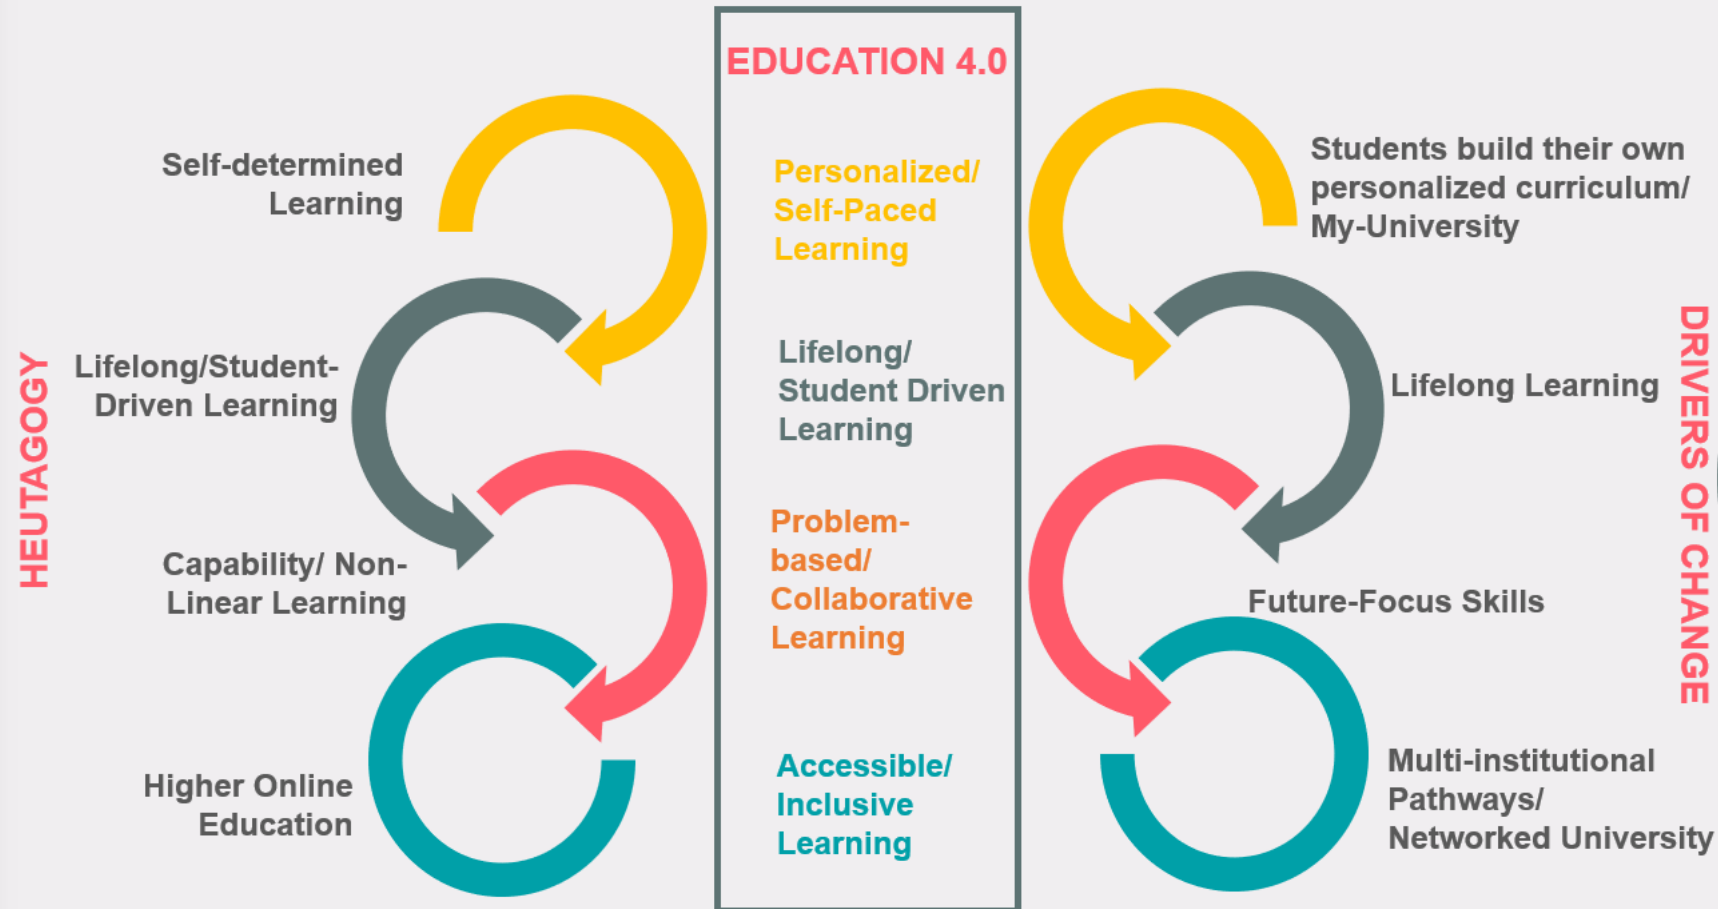 EDUCATION 4.0
HEUTAGOGY
Self-determined
Learning
Lifelong/Student-
Driven Learning
Capability/ Non-
Linear Learning
Higher Online
Education
Personalized/
Self-Paced
Learning
Lifelong/
Student Driven
Learning
Problem-
based/
Collaborative
Learning
Accessible/
Inclusive
Learning
Students build their own
personalized curriculum/
My-University
Lifelong Learning
Future-Focus Skills
Multi-institutional
Pathways/
Networked University
DRIVERS OF CHANGE